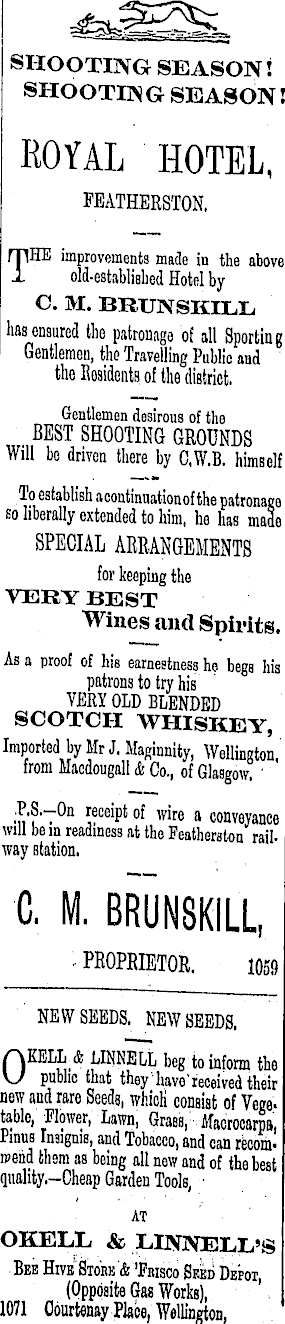 SHOOTING SEASON!
SHOOTING SEASON!
ROYAL HOTEL,
FEATHERSTON.
THE improvements made in the above
old-established Hotel by
C. M. BRUNSKILL
has ensured the patronage of all Sporting
Gentlemen, the Travelling Public and
the Residents of the district.
Gentlemen desirous of the
BEST SHOOTING GROUNDS
Will be driven there by C.W.B. himself
To establish a continuation of the patronage
so liberally extended to him, he has made
SPECIAL ARRANGEMENTS
for keeping the
VERY BEST
Wines and Spirits.
As a proof of his earnestness he begs his
patrons to try his
VERY OLD BLENDED
SCOTCH WHISKEY,
Imported by Mr J. Maginnity, Wellington,
from Macdougall & Co., of Glasgow.
P.S.—On receipt of wire a conveyance
will be in readiness at the Featherston rail-
way station.
C. M. BRUNSKILL,
PROPRIETOR. 1059
NEW SEEDS. NEW SEEDS.
OKELL & LINNELL beg to inform the
public that they have received their
new and rare Seeds, which consist of Vege-
table, Flower, Lawn, Grass, Macrocarpa,
Pinus Insignis, and Tobacco, and can recom-
mend them as being all new and of the best
quality.—Cheap Garden Tools,
AT
OKELL & LINNELL'S
BEE HIVE STORE & 'FRISCO SEED DEPOT,
(Opposite Gas Works),
1071 Courtenay Place, Wellington,